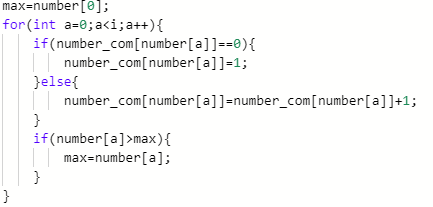 max=number[0];
for(int a=0;a<i;a++){
    if(number_com[number[a]]==0){
        number_com[number[a]]=1;
    }else{
        number_com[number[a]]=number_com[number[a]]+1;
    }
    if(number[a]>max){
        max=number[a];
    }
}